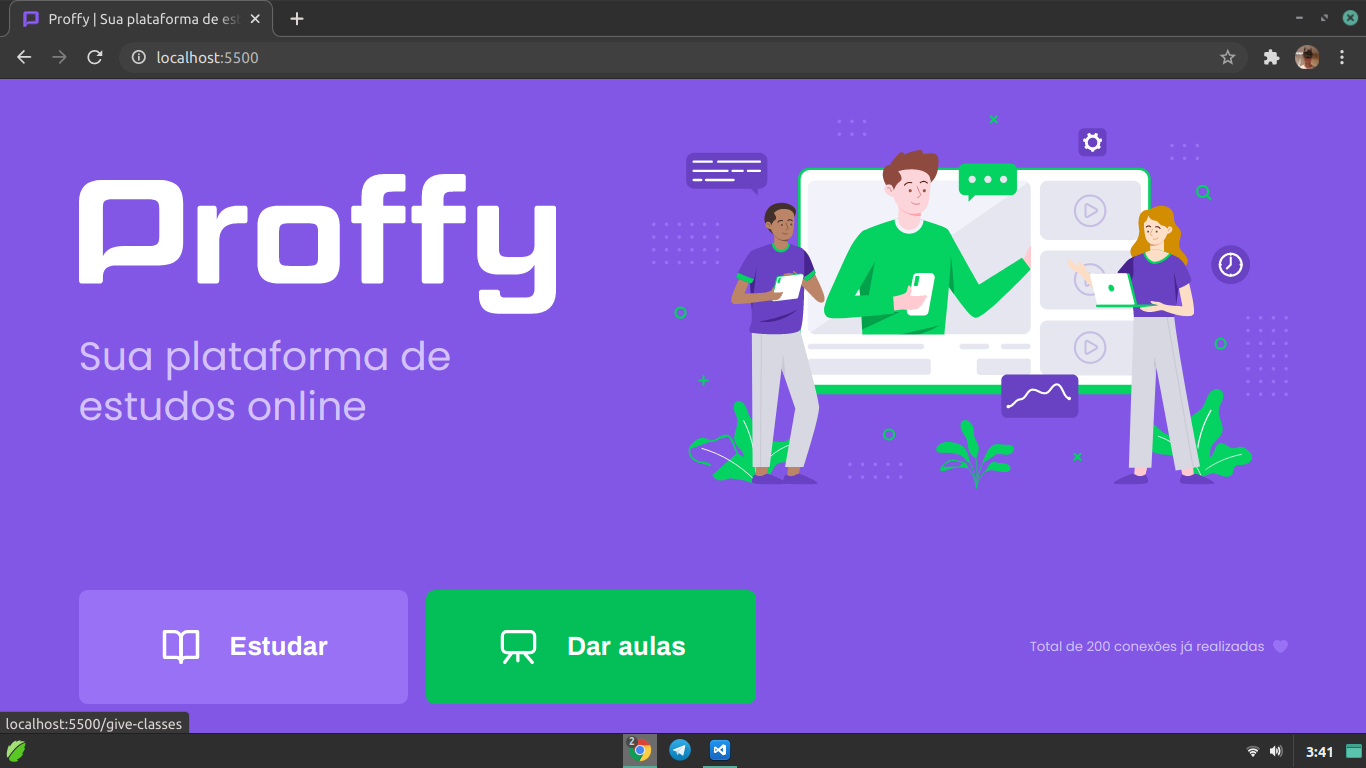 Proffy | Sua plataforma de est
localhost:5500
Proffy
Sua plataforma de
estudos online
Estudar
Dar aulas
Total de 200 conexões já realizadas
localhost:5500/give-classes
2
3:41